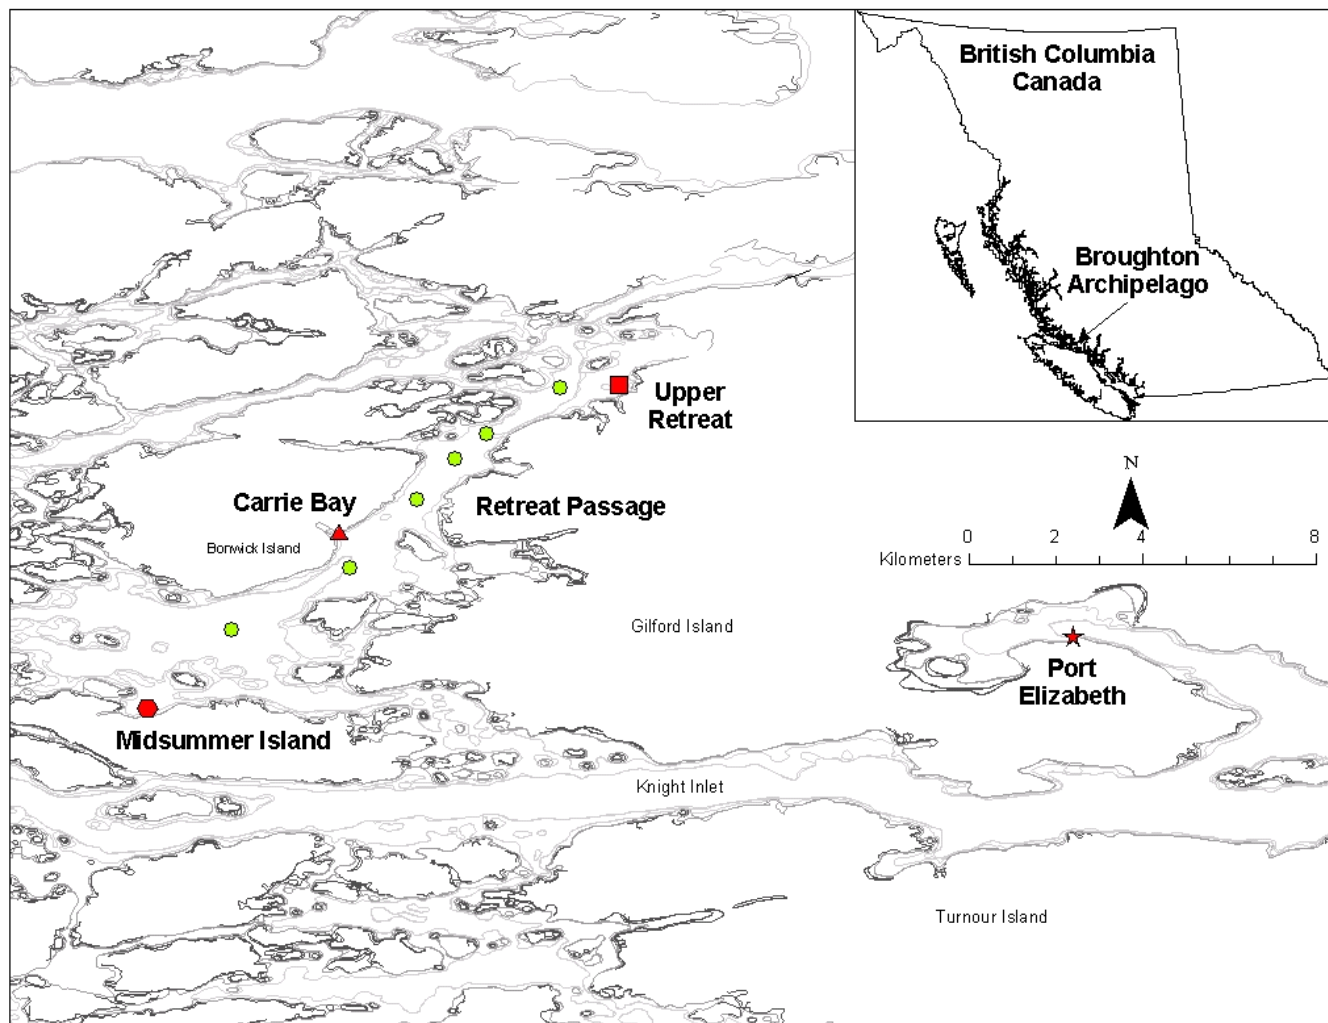 British Columbia
Canada
Broughton
Archipelago
Upper
Retreat
Carrie Bay
Retreat Passage
Bonwick Island
N
0 2 4 8
Kilometers
Gilford Island
Port
Elizabeth
Midsummer Island
Knight Inlet
Turnour Island